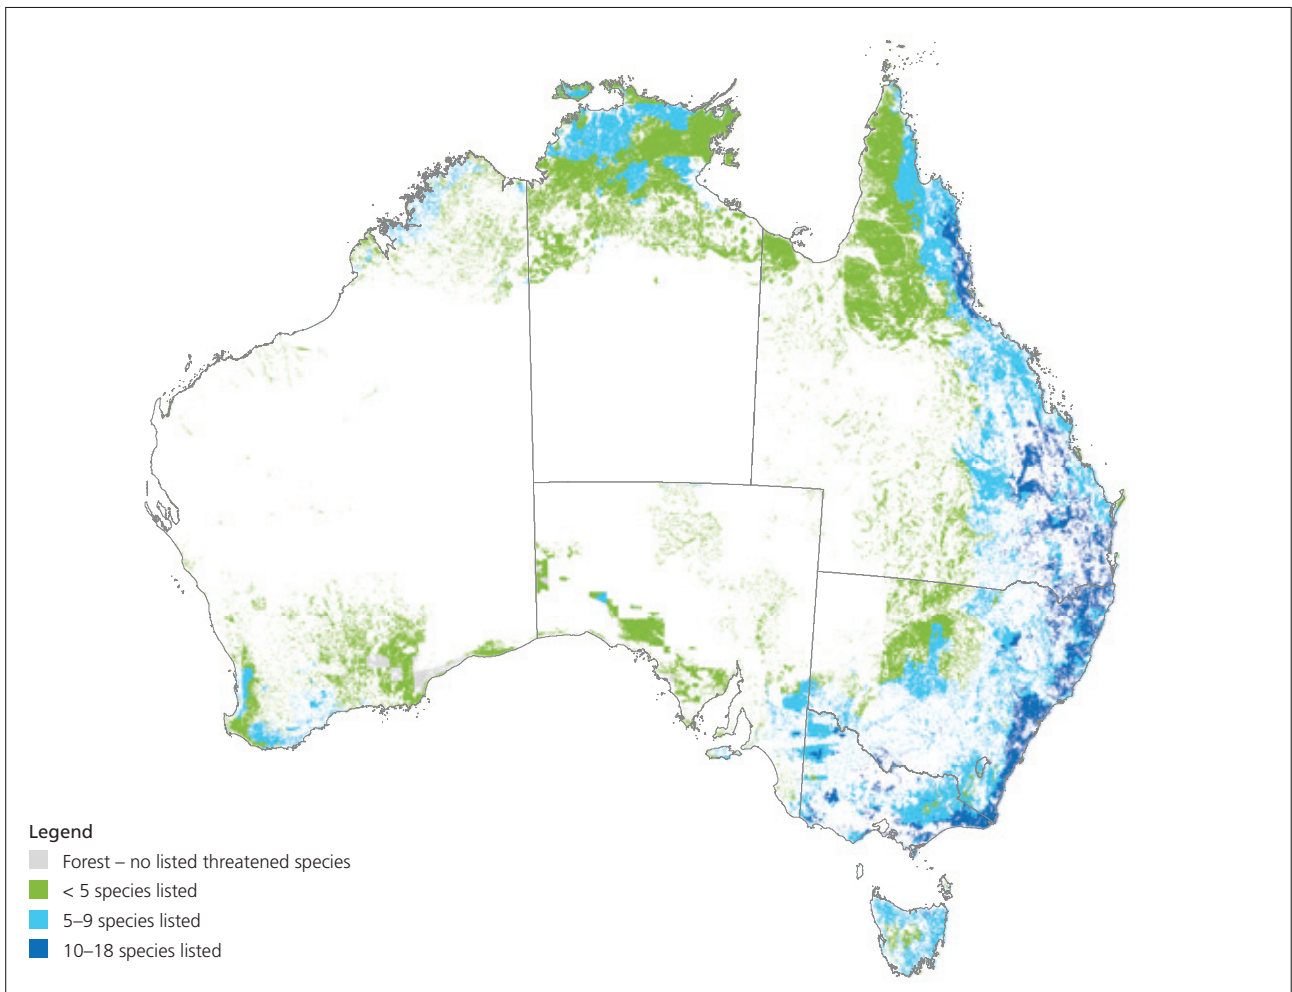 Legend
Forest – no listed threatened species
< 5 species listed
5–9 species listed
10–18 species listed